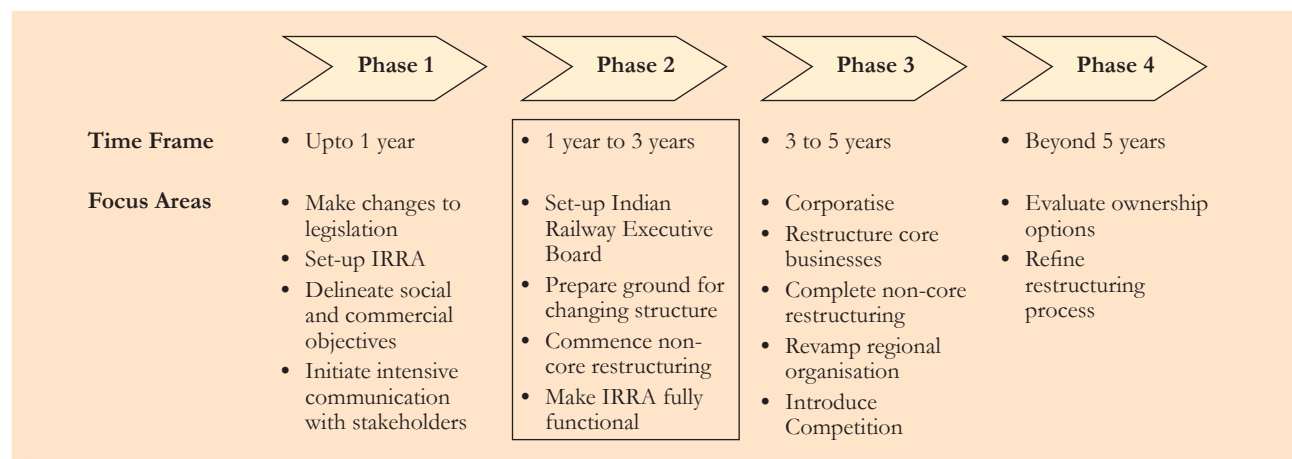 Phase 1
Phase 2
Phase 3
Phase 4
Time Frame
• Upto 1 year
• 1 year to 3 years
• 3 to 5 years
• Beyond 5 years
Focus Areas
• Make changes to
legislation
• Set-up IRRA
• Delineate social
and commercial
objectives
• Initiate intensive
communication
with stakeholders
• Set-up Indian
Railway Executive
Board
• Prepare ground for
changing structure
• Commence non-
core restructuring
• Make IRRA fully
functional
• Corporatise
• Restructure core
businesses
• Complete non-core
restructuring
• Revamp regional
organisation
• Introduce
Competition
• Evaluate ownership
options
• Refine
restructuring
process